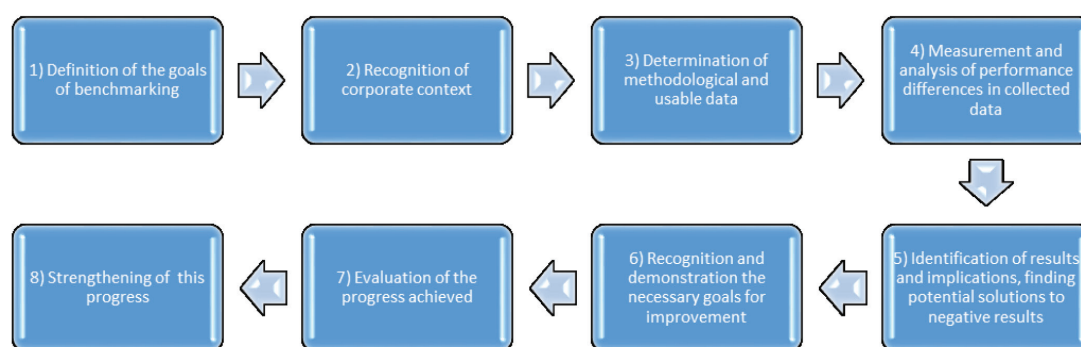 1) Definition of the goals
of benchmarking
2) Recognition of
corporate context
3) Determination of
methodological and
usable data
4) Measurement and
analysis of performance
differences in collected
data
5) Identification of results
and implications, finding
potential solutions to
negative results
6) Recognition and
demonstration the
necessary goals for
improvement
7) Evaluation of the
progress achieved
8) Strengthening of this
progress